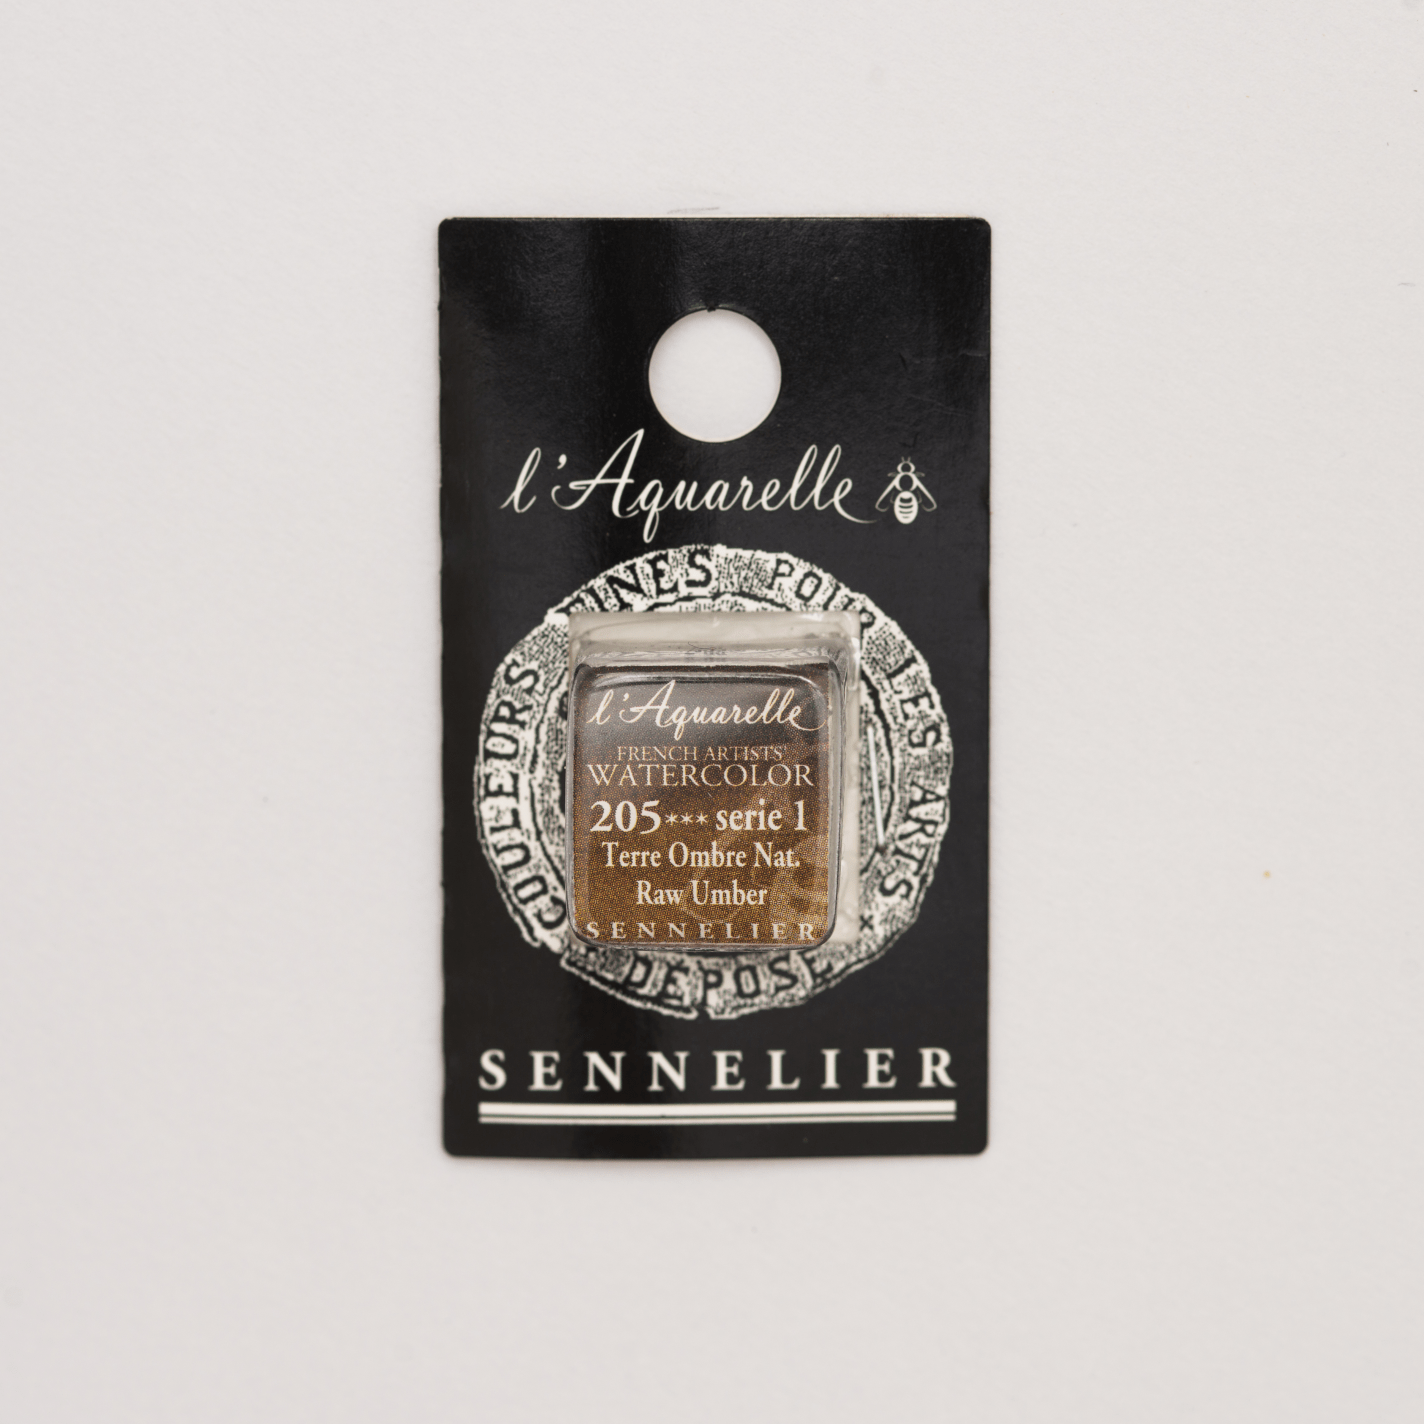 l'Aquarelle
COULEURS FINES POUR LES ARTS
DÉPOSÉ
l'Aquarelle
FRENCH ARTISTS'
WATERCOLOR
205*** serie 1
Terre Ombre Nat.
Raw Umber
SENNELIER
SENNELIER